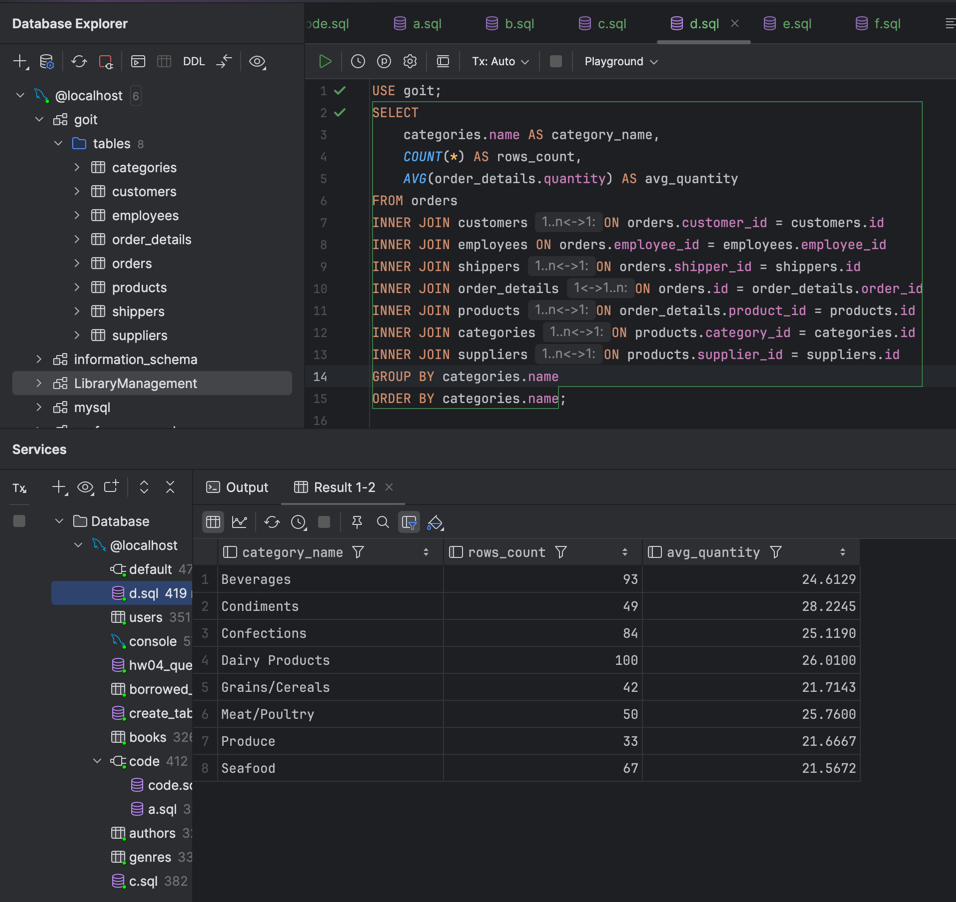 Database Explorer
ode.sql
a.sql
b.sql
c.sql
d.sql
e.sql
f.sql
DDL
Tx: Auto
Playground
@localhost 6
goit
tables 8
categories
customers
employees
order_details
orders
products
shippers
suppliers
information_schema
LibraryManagement
mysql
1 USE goit;
2 SELECT
3 categories.name AS category_name,
4 COUNT(*) AS rows_count,
5 AVG(order_details.quantity) AS avg_quantity
6 FROM orders
7 INNER JOIN customers 1..n<->1: ON orders.customer_id = customers.id
8 INNER JOIN employees ON orders.employee_id = employees.employee_id
9 INNER JOIN shippers 1..n<->1: ON orders.shipper_id = shippers.id
10 INNER JOIN order_details 1<->1..n: ON orders.id = order_details.order_id
11 INNER JOIN products 1..n<->1: ON order_details.product_id = products.id
12 INNER JOIN categories 1..n<->1: ON products.category_id = categories.id
13 INNER JOIN suppliers 1..n<->1: ON products.supplier_id = suppliers.id
14 GROUP BY categories.name
15 ORDER BY categories.name;
16
Services
Tx
Database
@localhost
default 47
d.sql 419
users 351
console 5
hw04_que
borrowed_
create_tab
books 326
code 412
code.sq
a.sql 3
authors 32
genres 33
c.sql 382
Output
Result 1-2
category_name rows_count avg_quantity
1 Beverages 93 24.6129
2 Condiments 49 28.2245
3 Confections 84 25.1190
4 Dairy Products 100 26.0100
5 Grains/Cereals 42 21.7143
6 Meat/Poultry 50 25.7600
7 Produce 33 21.6667
8 Seafood 67 21.5672